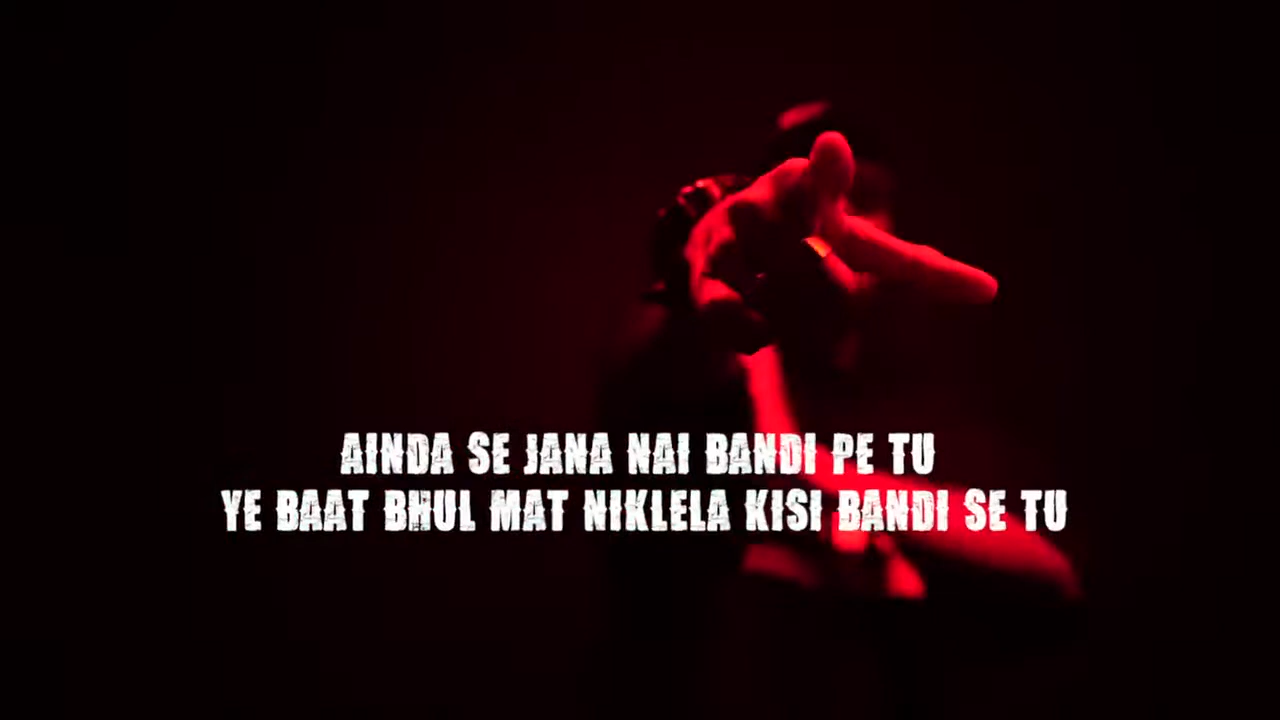 AINDA SE JANA NAI BANDI PE TU
YE BAAT BHUL MAT NIKLELA KISI BANDI SE TU